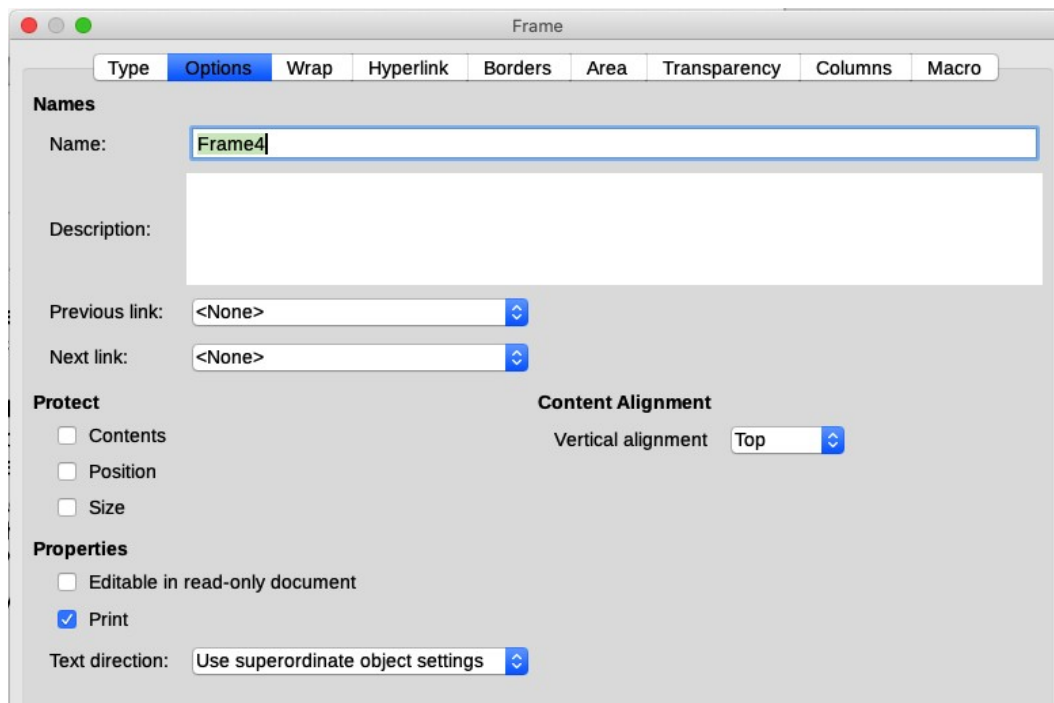 Frame
Type Options Wrap Hyperlink Borders Area Transparency Columns Macro
Names
Name: Frame4
Description:
Previous link: <None>
Next link: <None>
Protect Content Alignment
Contents Vertical alignment Top
Position
Size
Properties
Editable in read-only document
Print
Text direction: Use superordinate object settings